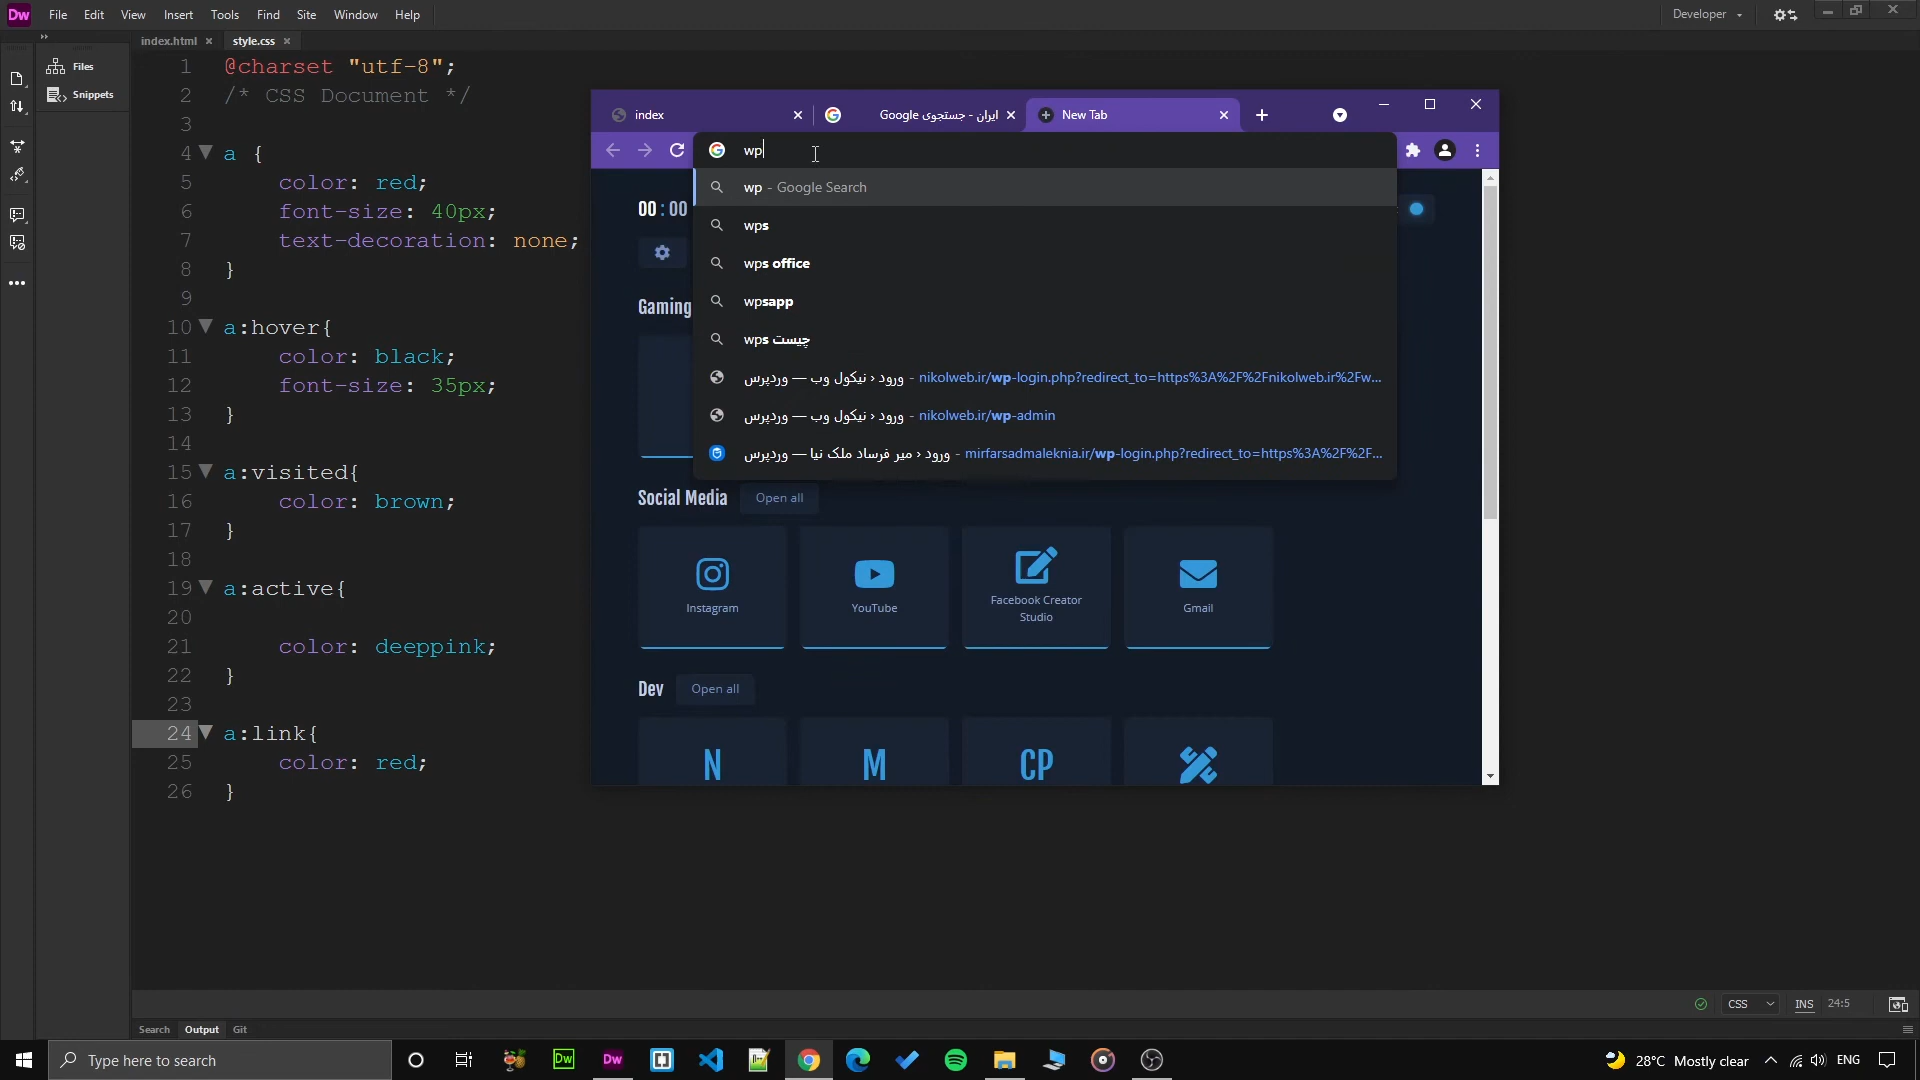 Dw File Edit View Insert Tools Find Site Window Help Developer
index.html style.css
Files
Snippets
1 @charset "utf-8";
2 /* CSS Document */
3
4 a {
5 color: red;
6 font-size: 40px;
7 text-decoration: none;
8 }
9
10 a:hover{
11 color: black;
12 font-size: 35px;
13 }
14
15 a:visited{
16 color: brown;
17 }
18
19 a:active{
20
21 color: deeppink;
22 }
23
24 a:link{
25 color: red;
26 }
index
ایران - جستجوی Google
New Tab
wp
wp - Google Search
wps
wps office
wpsapp
wps چیست
ورود ‹ نیکول وب — وردپرس - nikolweb.ir/wp-login.php?redirect_to=https%3A%2F%2Fnikolweb.ir%2Fw...
ورود ‹ نیکول وب — وردپرس - nikolweb.ir/wp-admin
ورود ‹ میر فرساد ملک نیا — وردپرس - mirfarsadmaleknia.ir/wp-login.php?redirect_to=https%3A%2F%2F...
00:00
Gaming
Social Media Open all
Instagram
YouTube
Facebook Creator
Studio
Gmail
Dev Open all
N M CP
CSS INS 24:5
Search Output Git
Type here to search
Dw
Dw
28°C Mostly clear
ENG